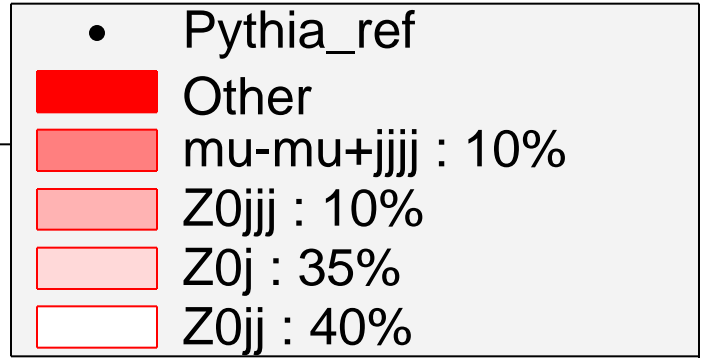 Pythia_ref
Other
mu-mu+jjjj : 10%
Z0jjj : 10%
Z0j : 35%
Z0jj : 40%